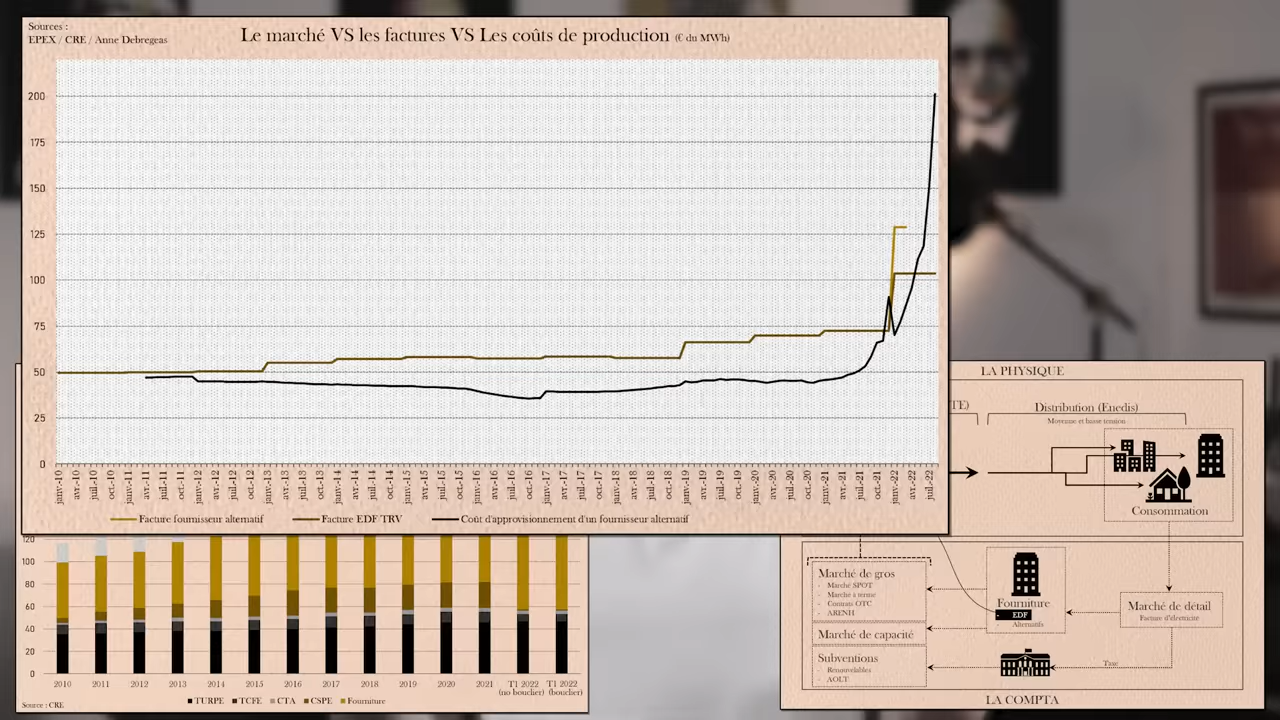 Sources :
EPEX / CRE / Anne Debregeas
Le marché VS les factures VS Les coûts de production (€ du MWh)
200
175
150
125
100
75
50
25
0
janv.-10
avr.-10
juil.-10
oct.-10
janv.-11
avr.-11
juil.-11
oct.-11
janv.-12
avr.-12
juil.-12
oct.-12
janv.-13
avr.-13
juil.-13
oct.-13
janv.-14
avr.-14
juil.-14
oct.-14
janv.-15
avr.-15
juil.-15
oct.-15
janv.-16
avr.-16
juil.-16
oct.-16
janv.-17
avr.-17
juil.-17
oct.-17
janv.-18
avr.-18
juil.-18
oct.-18
janv.-19
avr.-19
juil.-19
oct.-19
janv.-20
avr.-20
juil.-20
oct.-20
janv.-21
avr.-21
juil.-21
oct.-21
janv.-22
avr.-22
juil.-22
Facture fournisseur alternatif
Facture EDF TRV
Coût d'approvisionnement d'un fournisseur alternatif
120
100
80
60
40
20
0
2010 2011 2012 2013 2014 2015 2016 2017 2018 2019 2020 2021 T1 2022 T1 2022
(no bouclier) (bouclier)
TURPE TCFE CTA CSPE Fourniture
Source : CRE
LA PHYSIQUE
TE)
Distribution (Enedis)
Moyenne et basse tension
Consommation
Marché de gros
- Marché SPOT
- Marché à terme
- Contrats OTC
- ARENH
Marché de capacité
Subventions
- Renouvelables
- AOLT
Fourniture
- EDF
- Alternatifs
Marché de détail
Facture d'électricité
Taxe
LA COMPTA